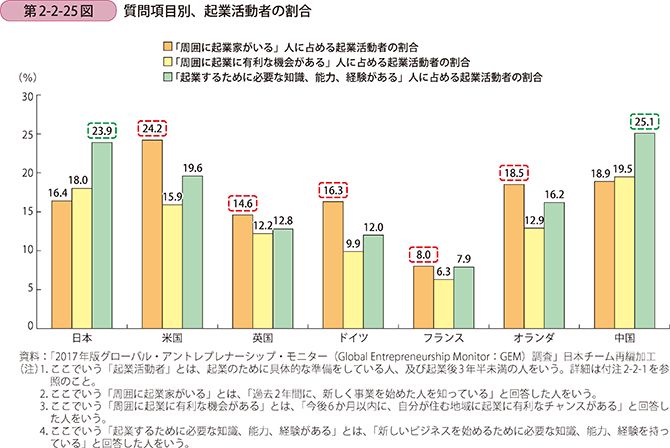 第2-2-25図 質問項目別、起業活動者の割合
「周囲に起業家がいる」人に占める起業活動者の割合
「周囲に起業に有利な機会がある」人に占める起業活動者の割合
「起業するために必要な知識、能力、経験がある」人に占める起業活動者の割合
(%)
30
25
20
15
10
5
0
16.4 18.0 23.9
24.2 15.9 19.6
14.6 12.2 12.8
16.3 9.9 12.0
8.0 6.3 7.9
18.5 12.9 16.2
18.9 19.5 25.1
日本 米国 英国 ドイツ フランス オランダ 中国
資料:「2017年版グローバル・アントレプレナーシップ・モニター(Global Entrepreneurship Monitor:GEM)調査」日本チーム再編加工
(注)1. ここでいう「起業活動者」とは、起業のために具体的な準備をしている人、及び起業後3年半未満の人をいう。詳細は付注2-2-1を参
照のこと。
2. ここでいう「周囲に起業家がいる」とは、「過去2年間に、新しく事業を始めた人を知っている」と回答した人をいう。
3. ここでいう「周囲に起業に有利な機会がある」とは、「今後6か月以内に、自分が住む地域に起業に有利なチャンスがある」と回答し
た人をいう。
4. ここでいう「起業するために必要な知識、能力、経験がある」とは、「新しいビジネスを始めるために必要な知識、能力、経験を持っ
ている」と回答した人をいう。